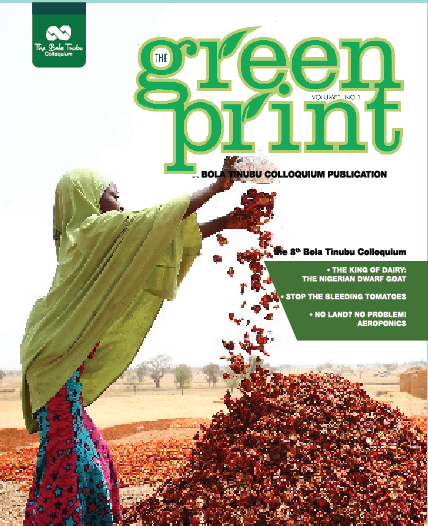 The Bola Tinubu
Colloquium
THE
green
print
VOLUME 1, NO. 1
BOLA TINUBU COLLOQUIUM PUBLICATION
The 8th Bola Tinubu Colloquium
• THE KING OF DAIRY:
THE NIGERIAN DWARF GOAT
• STOP THE BLEEDING TOMATOES
• NO LAND? NO PROBLEM!
AEROPONICS